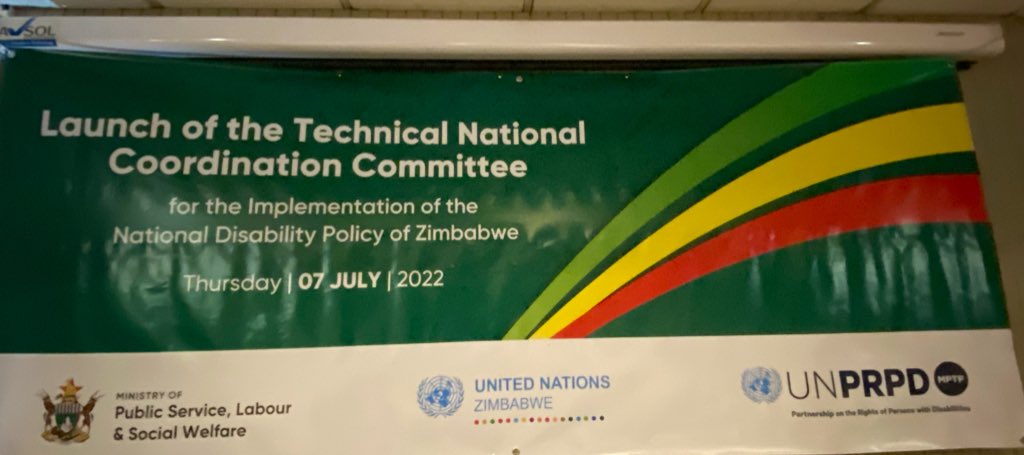 Launch of the Technical National
Coordination Committee
for the Implementation of the
National Disability Policy of Zimbabwe
Thursday | 07 JULY | 2022
MINISTRY OF
Public Service, Labour
& Social Welfare
UNITED NATIONS
ZIMBABWE
UNPRPD MPTF
Partnership on the Rights of Persons with Disabilities